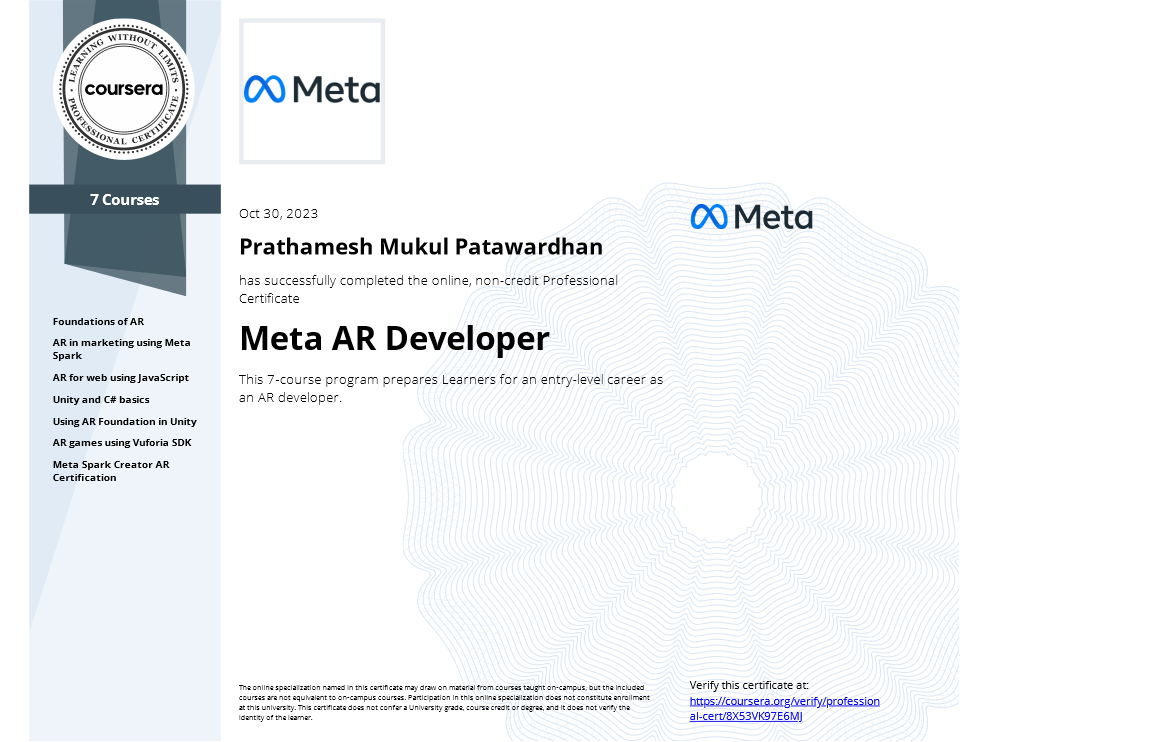 LEARNING WITHOUT LIMITS
coursera
PROFESSIONAL CERTIFICATE
7 Courses
Foundations of AR
AR in marketing using Meta
Spark
AR for web using JavaScript
Unity and C# basics
Using AR Foundation in Unity
AR games using Vuforia SDK
Meta Spark Creator AR
Certification
Meta
Oct 30, 2023
Meta
Prathamesh Mukul Patawardhan
has successfully completed the online, non-credit Professional
Certificate
Meta AR Developer
This 7-course program prepares Learners for an entry-level career as
an AR developer.
The online specialization named in this certificate may draw on material from courses taught on-campus, but the included
courses are not equivalent to on-campus courses. Participation in this online specialization does not constitute enrollment
at this university. This certificate does not confer a University grade, course credit or degree, and it does not verify the
identity of the learner.
Verify this certificate at:
https://coursera.org/verify/profession
al-cert/8X53VK97E6MJ